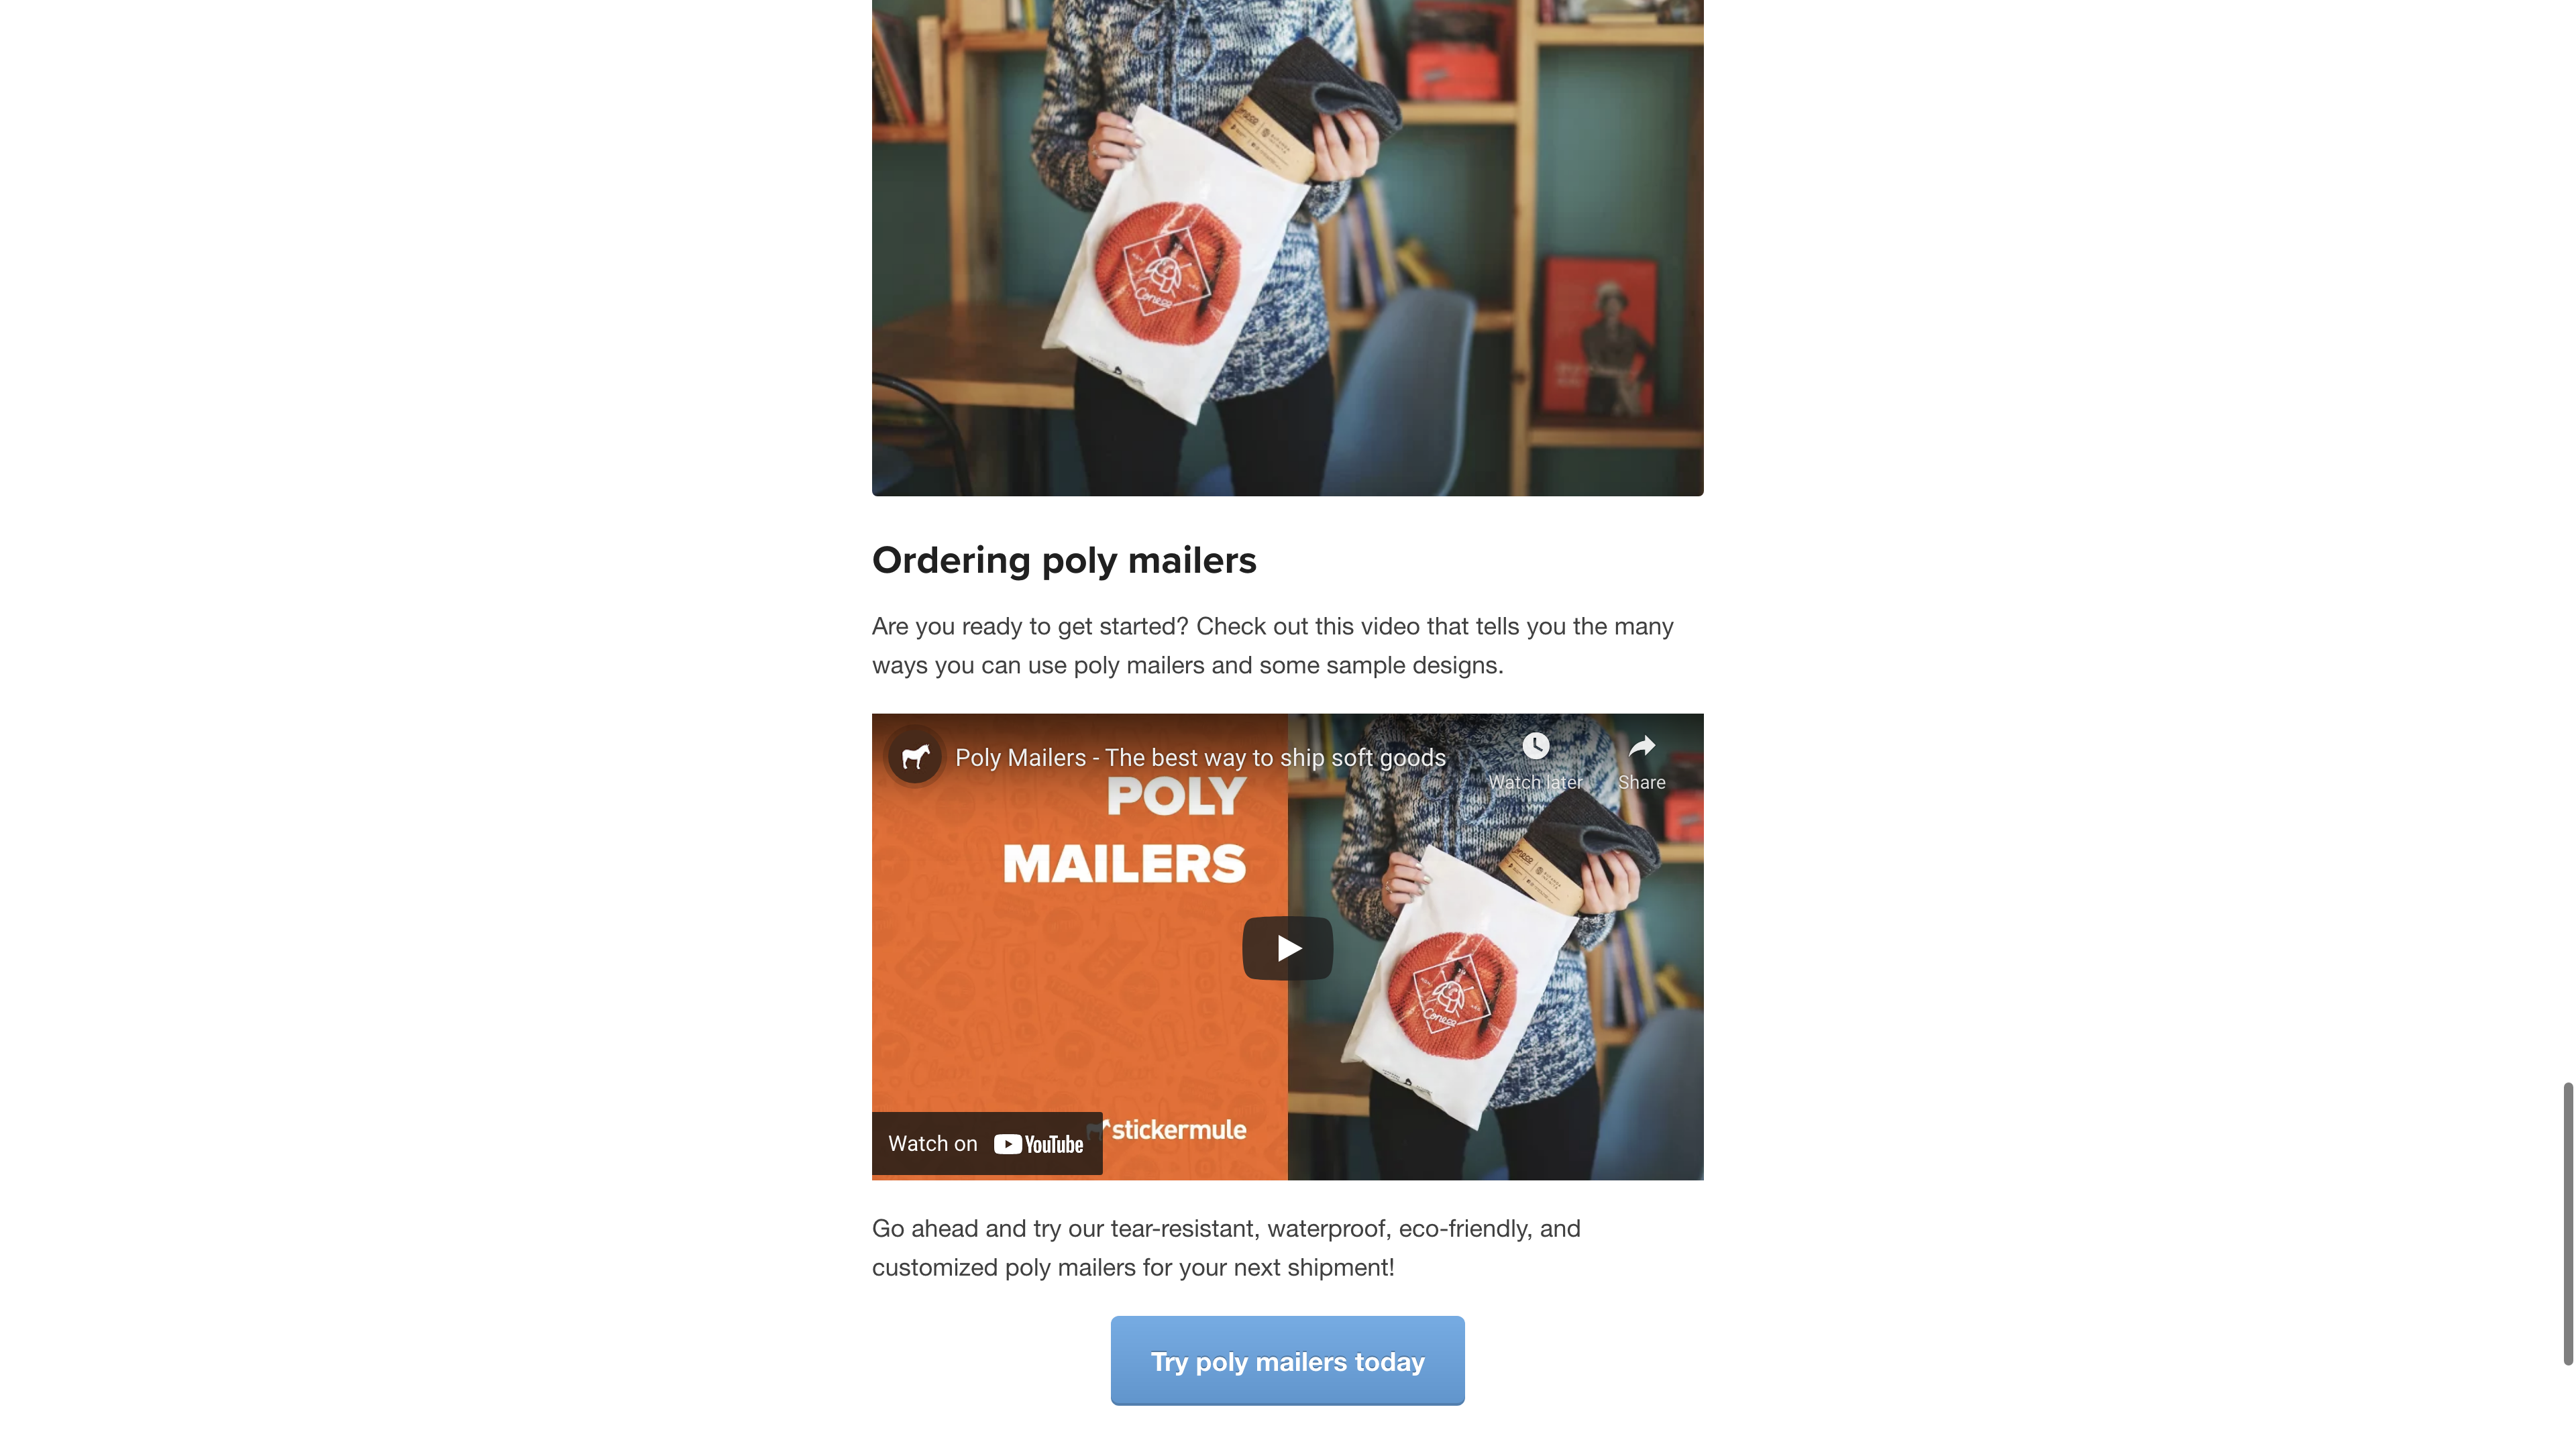 Conecc
Ordering poly mailers
Are you ready to get started? Check out this video that tells you the many
ways you can use poly mailers and some sample designs.
Poly Mailers - The best way to ship soft goods
Watch later
Share
POLY
MAILERS
Watch on YouTube
stickermule
Go ahead and try our tear-resistant, waterproof, eco-friendly, and
customized poly mailers for your next shipment!
Try poly mailers today